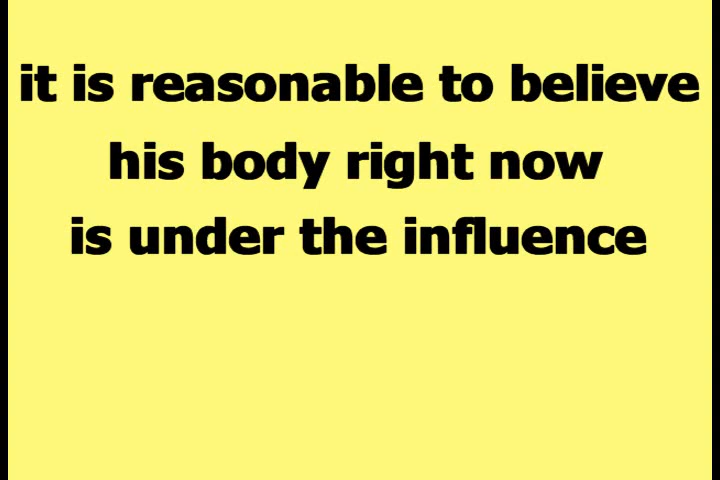 it is reasonable to believe
his body right now
is under the influence